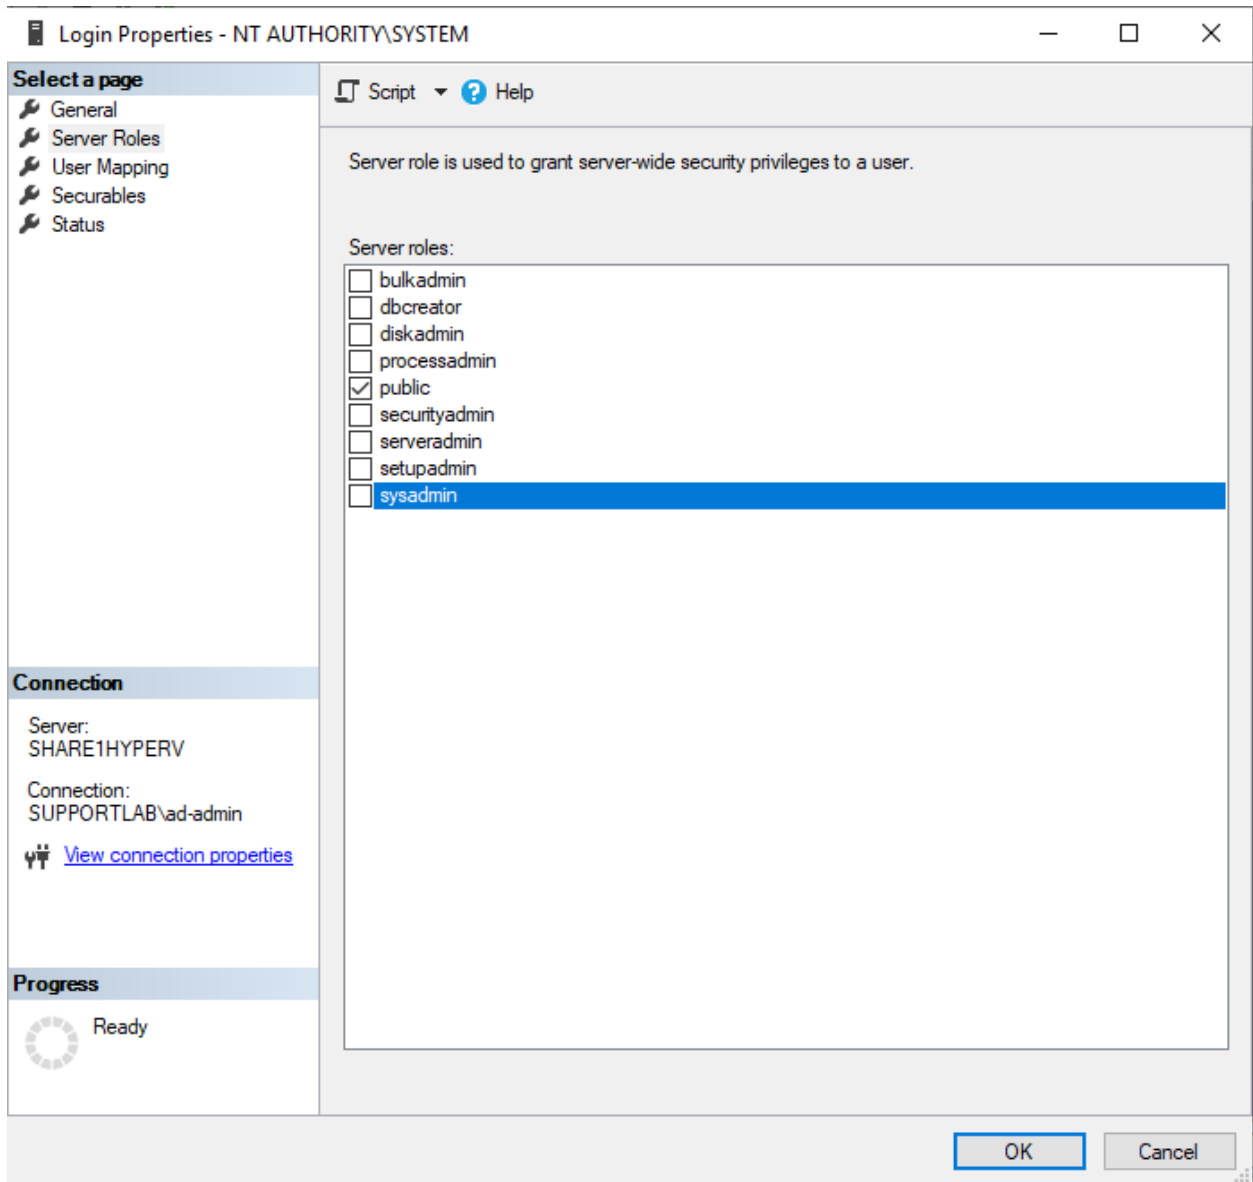 Login Properties - NT AUTHORITY\SYSTEM
Select a page
General
Server Roles
User Mapping
Securables
Status
Script
Help
Server role is used to grant server-wide security privileges to a user.
Server roles:
bulkadmin
dbcreator
diskadmin
processadmin
public
securityadmin
serveradmin
setupadmin
sysadmin
Connection
Server:
SHARE1HYPERV
Connection:
SUPPORTLAB\ad-admin
View connection properties
Progress
Ready
OK
Cancel